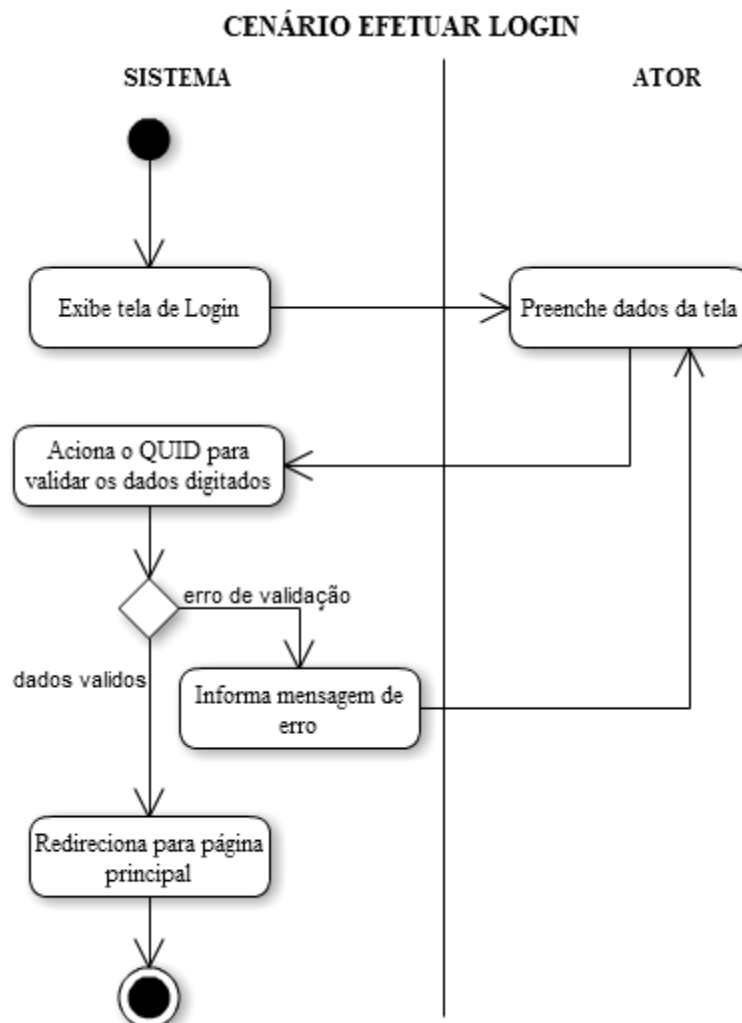 CENÁRIO EFETUAR LOGIN
SISTEMA
ATOR
Exibe tela de Login
Preenche dados da tela
Aciona o QUID para
validar os dados digitados
erro de validação
dados validos
Informa mensagem de
erro
Redireciona para página
principal